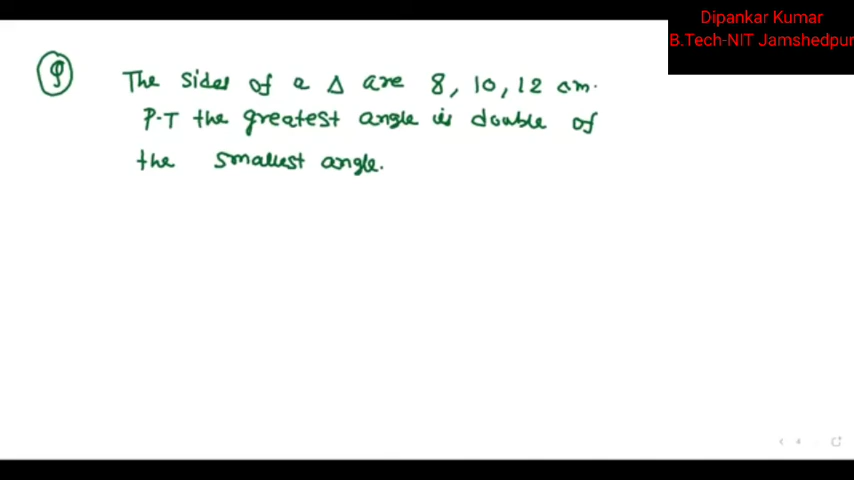 Dipankar Kumar
B.Tech-NIT Jamshedpur
Q The sides of a Δ are 8, 10, 12 cm.
P.T the greatest angle is double of
the smallest angle.